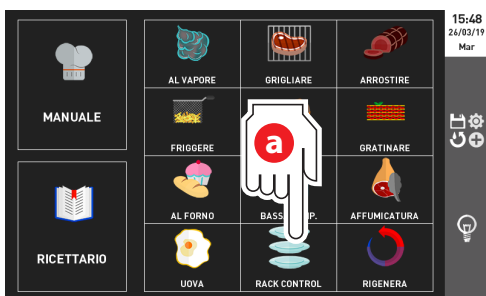 15:48
26/03/19
Mar
MANUALE
RICETTARIO
AL VAPORE
GRIGLIARE
ARROSTIRE
FRIGGERE
GRATINARE
AL FORNO
AFFUMICATURA
UOVA
RACK CONTROL
RIGENERA
a